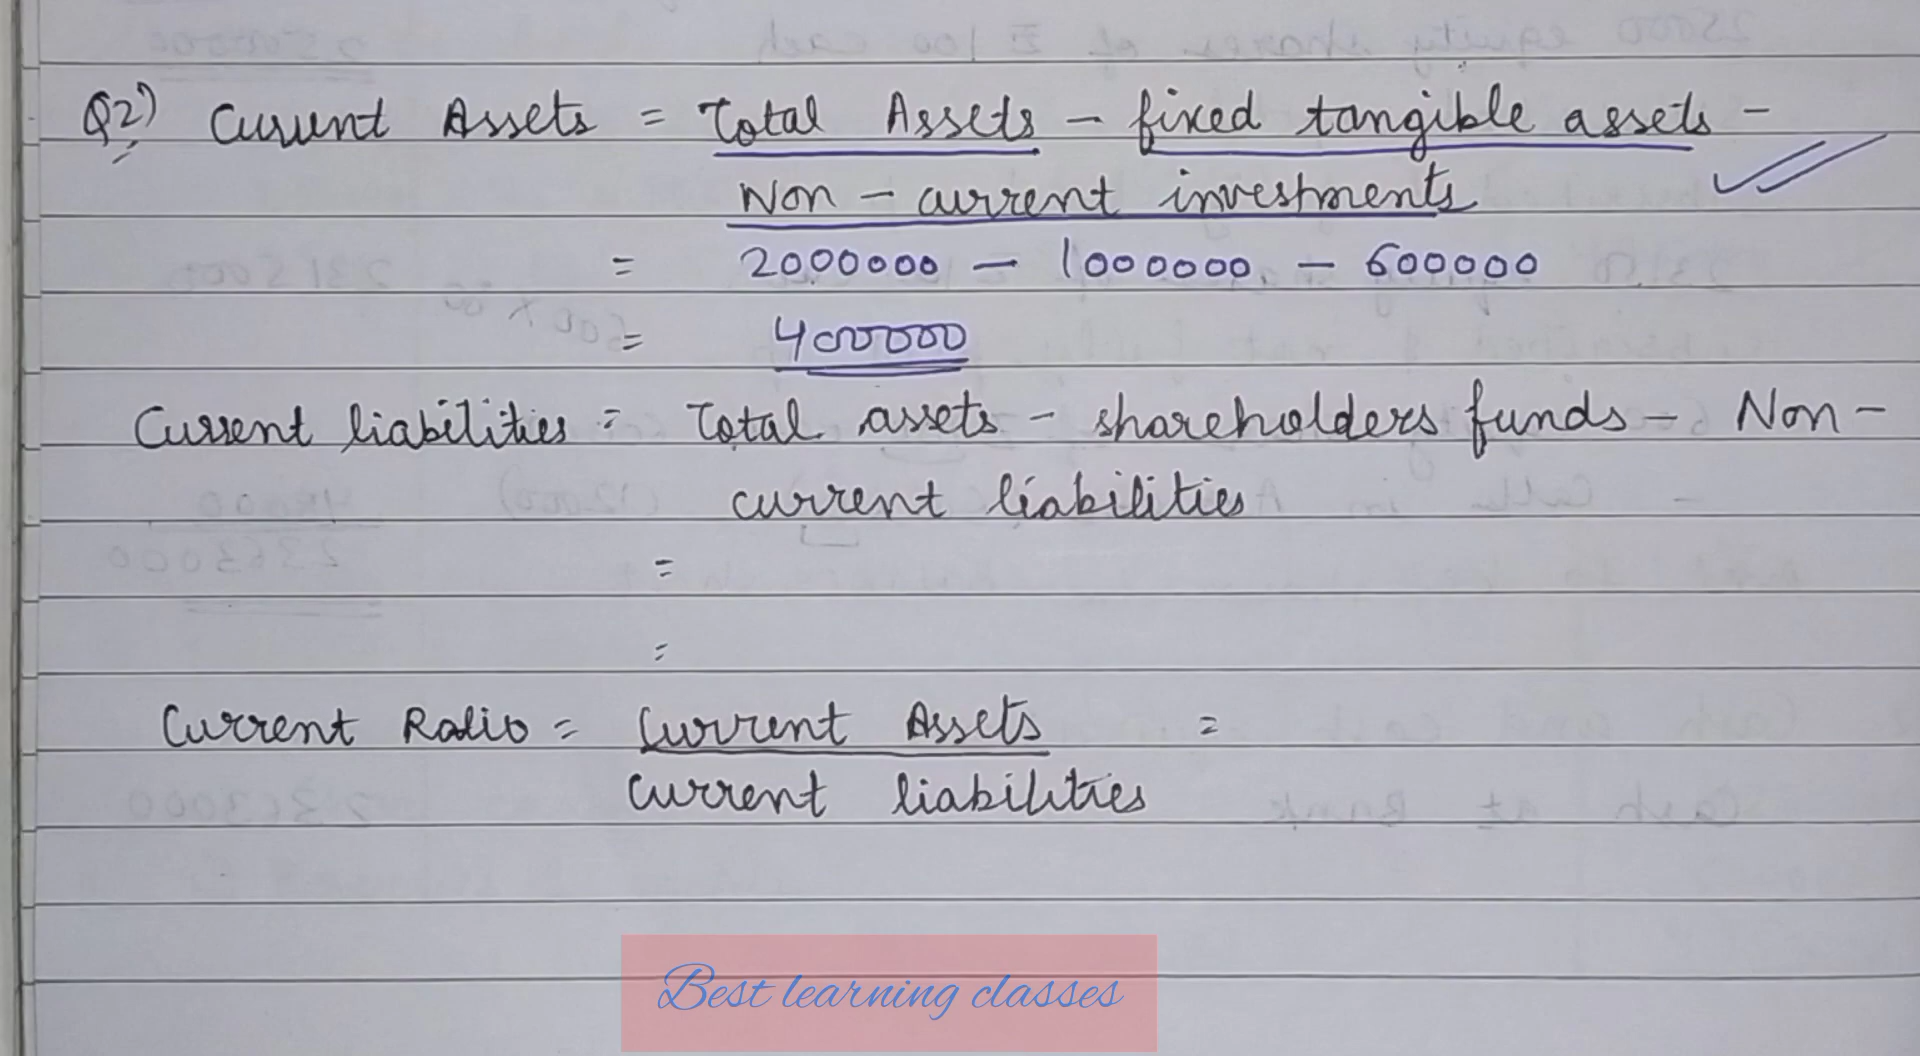 Q2) Current Assets = Total Assets - fixed tangible assets -
Non - current investments
= 2000000 - 1000000 - 600000
= 400000
Current liabilities = Total assets - shareholders funds - Non -
current liabilities
=
=
Current Ratio = Current Assets =
Current liabilities
Best learning classes